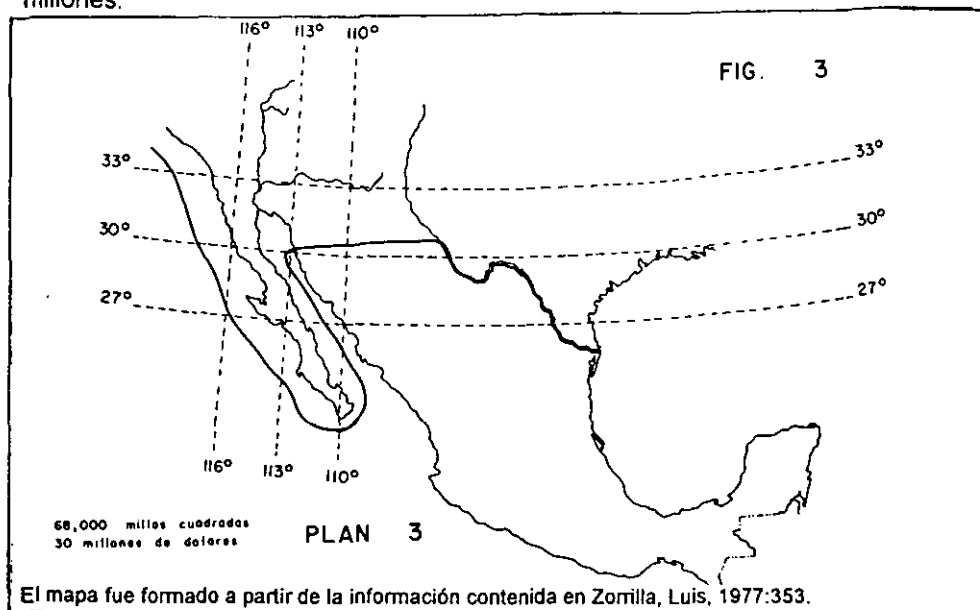 millones.
116° 113° 110°
FIG. 3
33° 33°
30° 30°
27° 27°
116° 113° 110°
68,000 millas cuadradas
30 millones de dolares
PLAN 3
El mapa fue formado a partir de la información contenida en Zorrilla, Luis, 1977:353.